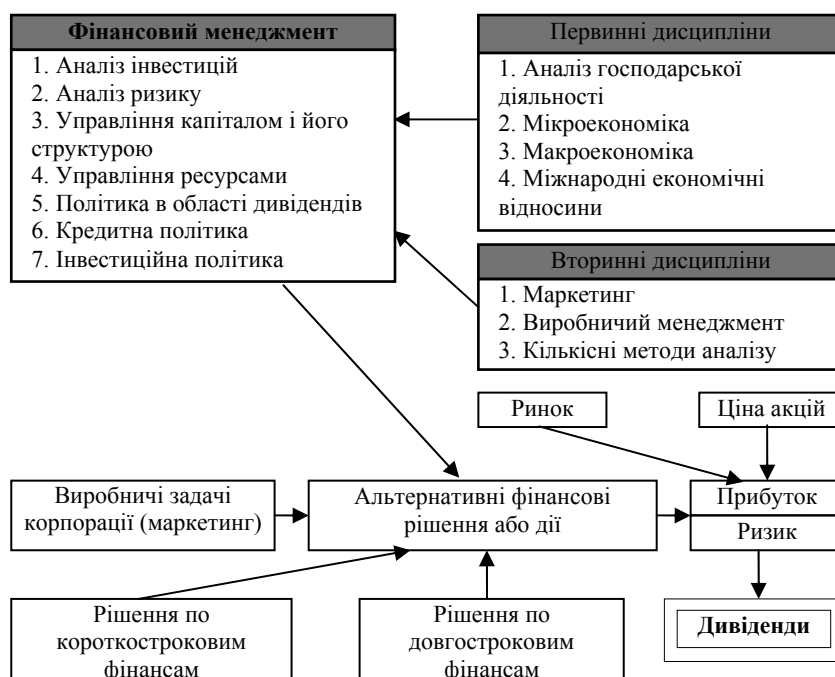 Фінансовий менеджмент
1. Аналіз інвестицій
2. Аналіз ризику
3. Управління капіталом і його
структурою
4. Управління ресурсами
5. Політика в області дивідендів
6. Кредитна політика
7. Інвестиційна політика
Первинні дисципліни
1. Аналіз господарської
діяльності
2. Мікроекономіка
3. Макроекономіка
4. Міжнародні економічні
відносини
Вторинні дисципліни
1. Маркетинг
2. Виробничий менеджмент
3. Кількісні методи аналізу
Ринок
Ціна акцій
Виробничі задачі
корпорації (маркетинг)
Альтернативні фінансові
рішення або дії
Прибуток
Ризик
Рішення по
короткостроковим
фінансам
Рішення по
довгостроковим
фінансам
Дивіденди